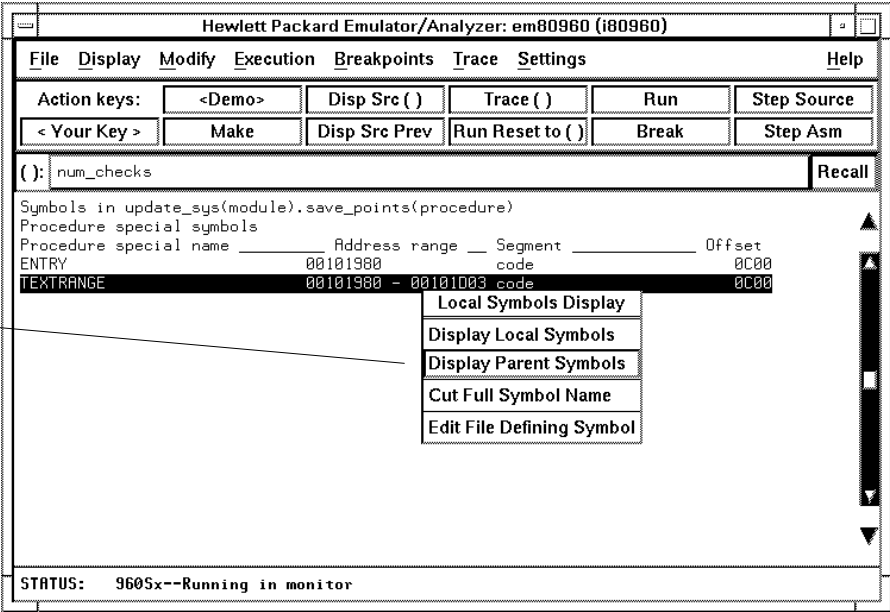 Hewlett Packard Emulator/Analyzer: em80960 (i80960)
File Display Modify Execution Breakpoints Trace Settings Help
Action keys: <Demo> Disp Src ( ) Trace ( ) Run Step Source
< Your Key > Make Disp Src Prev Run Reset to ( ) Break Step Asm
( ): num_checks Recall
Symbols in update_sys(module).save_points(procedure)
Procedure special symbols
Procedure special name _________ Address range __ Segment _____________ Offset
ENTRY 00101980 code 0C00
TEXTRANGE 00101980 - 00101D03 code 0C00
Local Symbols Display
Display Local Symbols
Display Parent Symbols
Cut Full Symbol Name
Edit File Defining Symbol
STATUS: 960Sx--Running in monitor